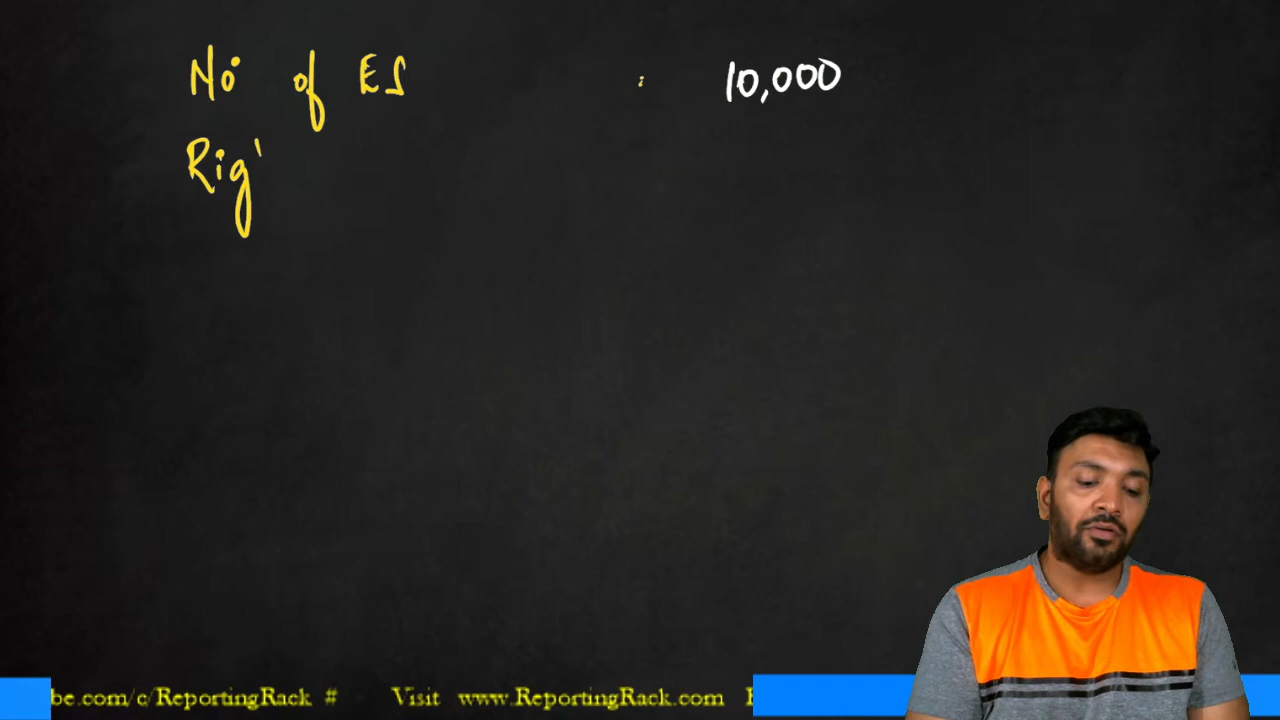 No of ES : 10,000
Rig'
be.com/c/ReportingRack # Visit www.ReportingRack.com